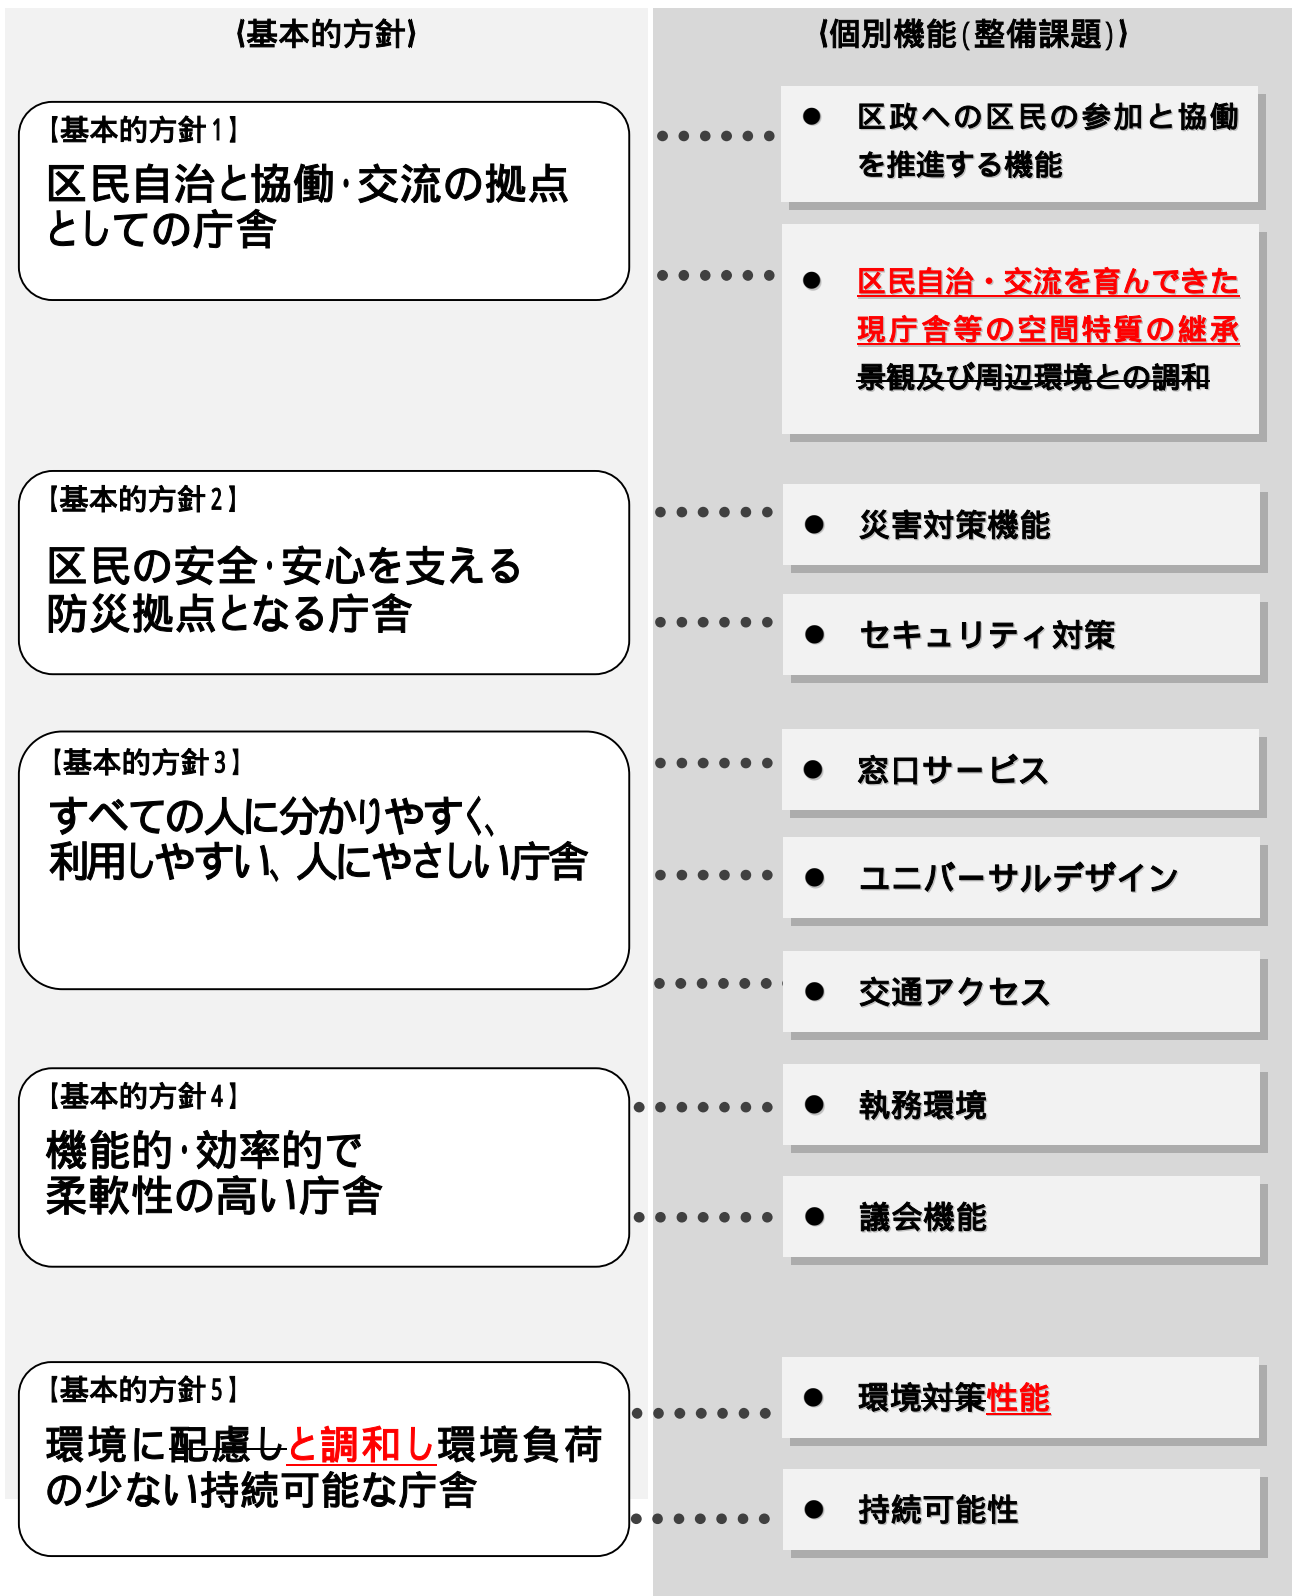 ⟨基本的方針⟩
⟨個別機能(整備課題)⟩
【基本的方針1】
区民自治と協働・交流の拠点
としての庁舎
● 区政への区民の参加と協働
を推進する機能
● 区民自治・交流を育んできた
現庁舎等の空間特質の継承
景観及び周辺環境との調和
【基本的方針2】
区民の安全・安心を支える
防災拠点となる庁舎
● 災害対策機能
● セキュリティ対策
【基本的方針3】
すべての人に分かりやすく、
利用しやすい、人にやさしい庁舎
● 窓口サービス
● ユニバーサルデザイン
● 交通アクセス
【基本的方針4】
機能的・効率的で
柔軟性の高い庁舎
● 執務環境
● 議会機能
【基本的方針5】
環境に配慮しと調和し環境負荷
の少ない持続可能な庁舎
● 環境対策性能
● 持続可能性